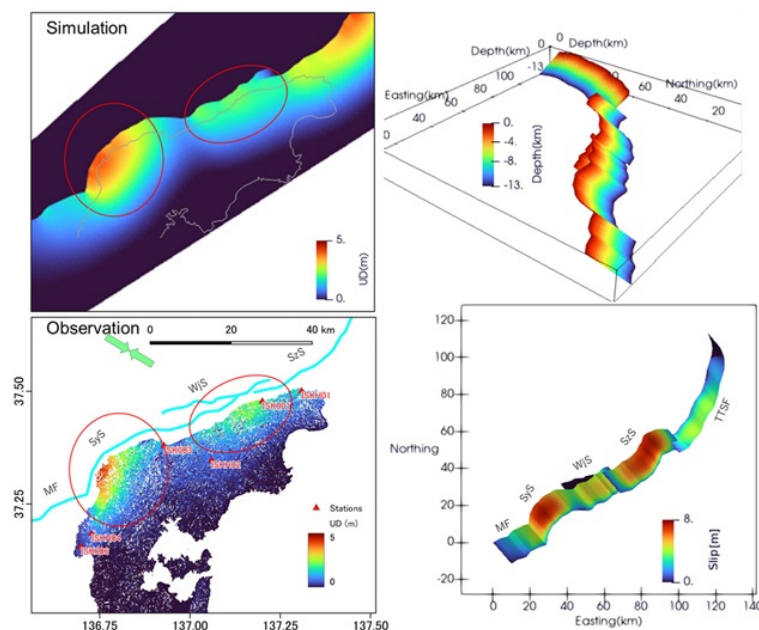 Simulation
5.
UD(m)
0.
0
Depth(km)
0
Depth(km)
-13
100
80
60
Easting(km)
40
20
Northing(km)
20
40
60
0.
-4.
-8.
-13.
Depth(km)
Observation
0
20
40 km
SzS
WjS
SyS
MF
37.50
37.25
Stations
UD (m)
5
0
136.75
137.00
137.25
137.50
120
100
80
60
40
20
0
-20
Northing
MF
SyS
WjS
SzS
TTSF
8.
Slip[m]
0.
0
20
40
60
80
100
120
140
Easting(km)